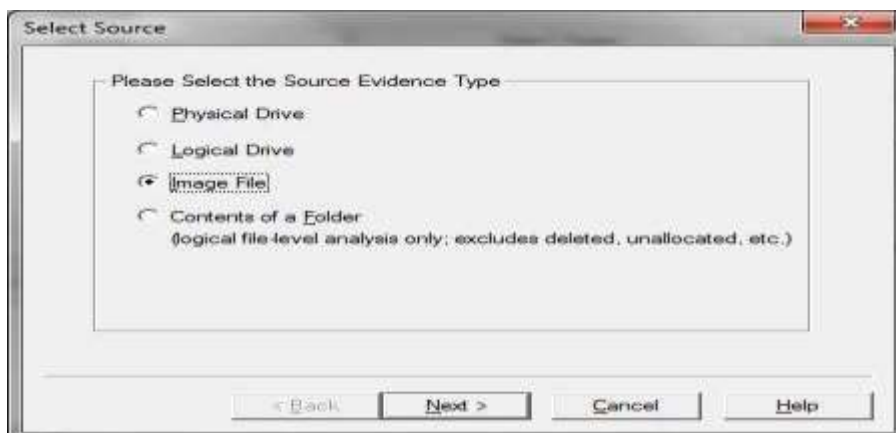 Select Source
Please Select the Source Evidence Type
Physical Drive
Logical Drive
Image File
Contents of a Folder
(logical file-level analysis only; excludes deleted, unallocated, etc.)
< Back
Next >
Cancel
Help